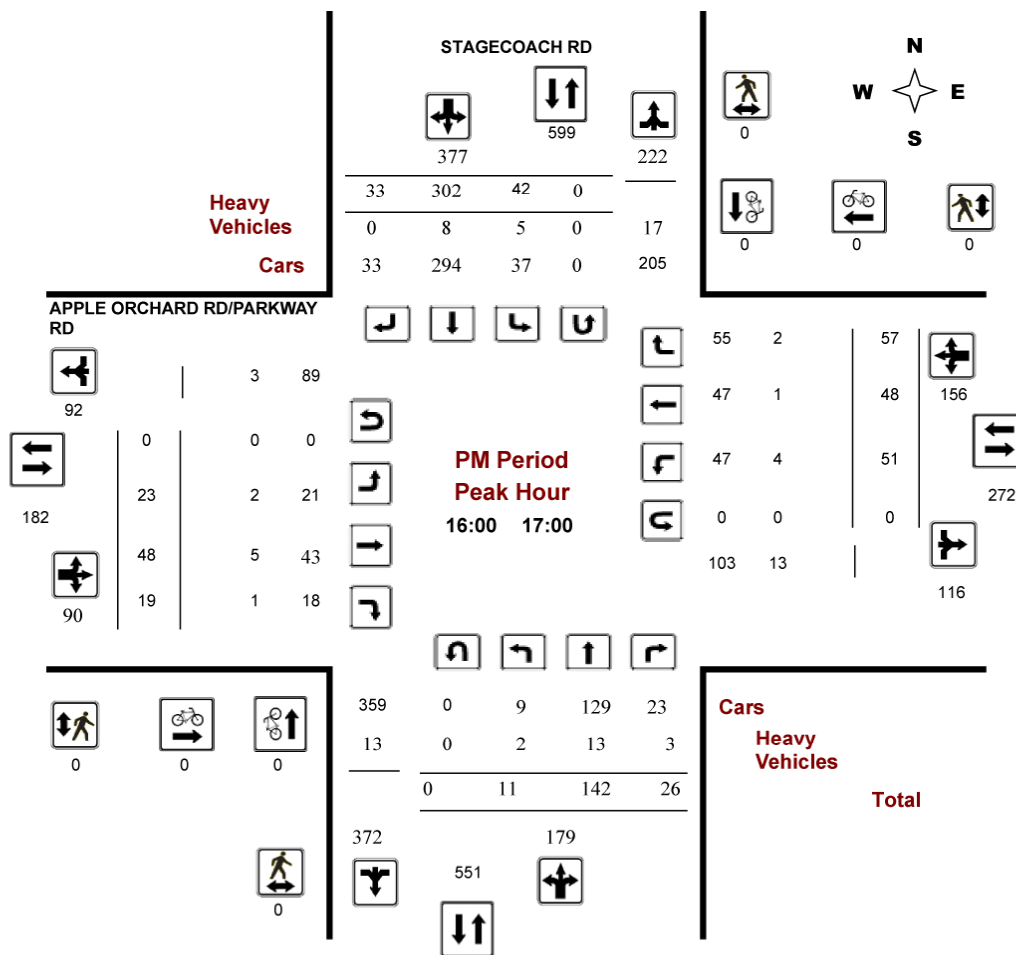 STAGECOACH RD
N
W E
S
0
599
377 222
33 302 42 0
Heavy
Vehicles
0 8 5 0 17
Cars
33 294 37 0 205
0 0 0
APPLE ORCHARD RD/PARKWAY
RD
55 2 57
3 89
92
47 1 48 156
0 0 0
PM Period
Peak Hour
47 4 51
23 2 21
272
182
16:00 17:00
0 0 0
48 5 43
103 13
116
19 1 18
90
359 0 9 129 23
Cars
13 0 2 13 3
Heavy
Vehicles
0 0 0
0 11 142 26
Total
372 179
551
0